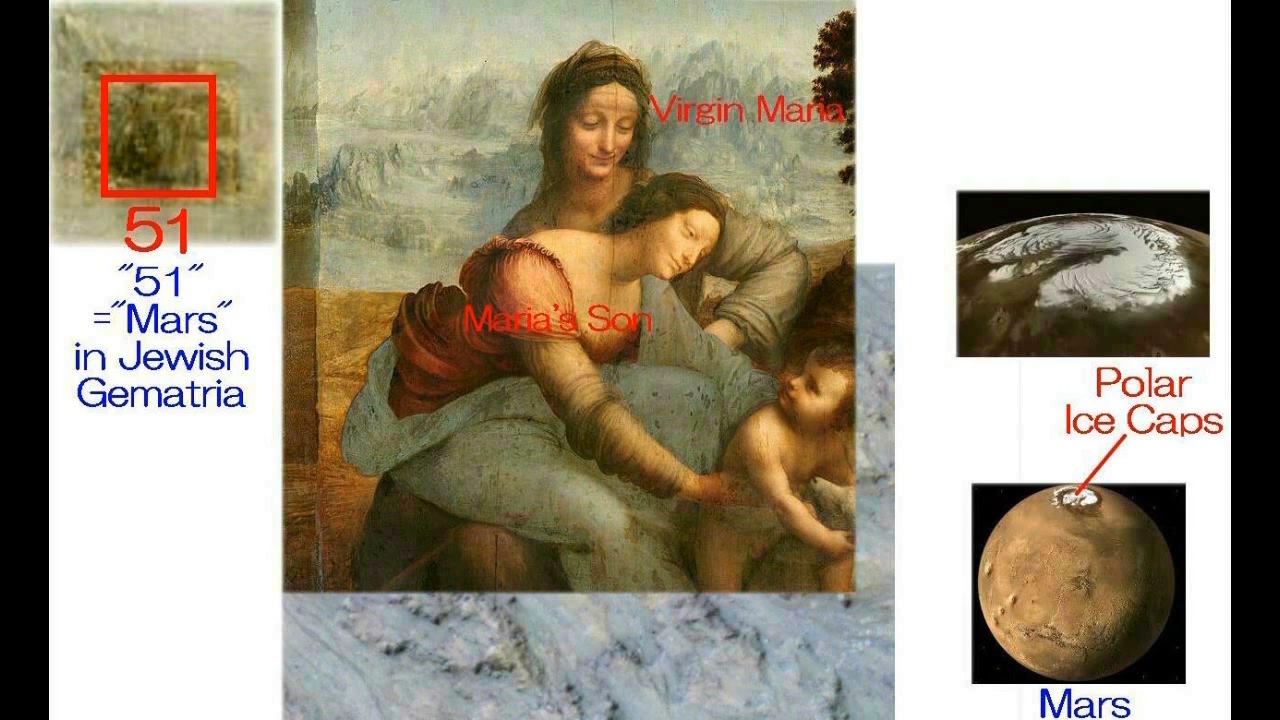 51
"51"
="Mars"
in Jewish
Gematria
Virgin Maria
Maria's Son
Polar
Ice Caps
Mars